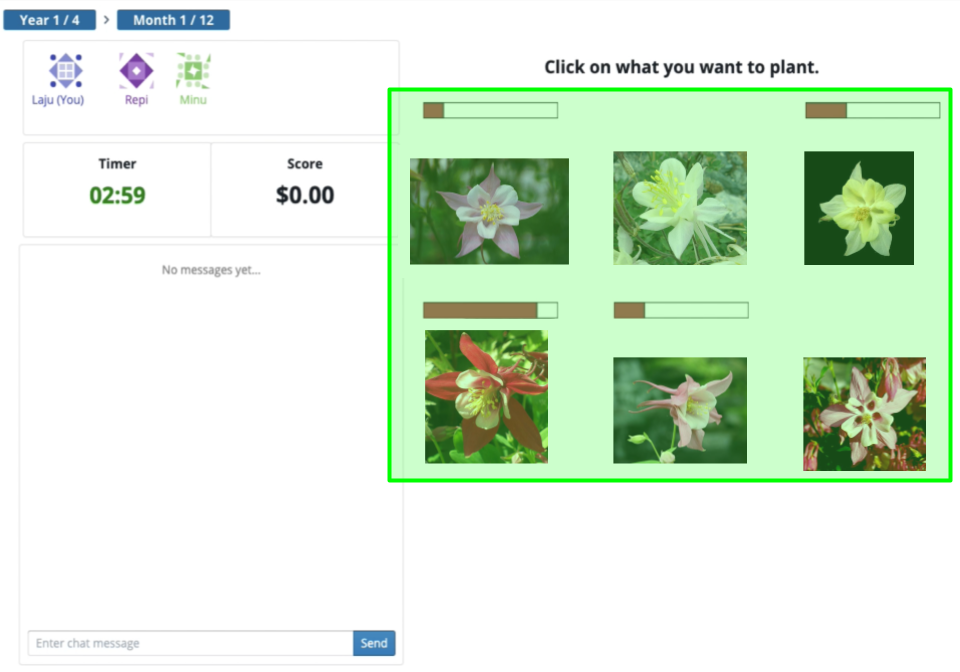 Year 1 / 4 > Month 1 / 12
Laju (You) Repi Minu
Click on what you want to plant.
Timer Score
02:59 $0.00
No messages yet...
Enter chat message Send